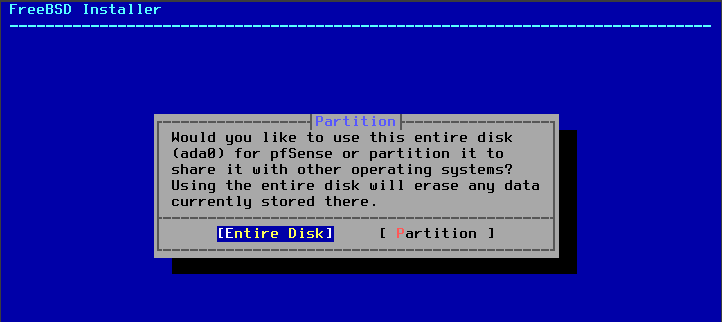 FreeBSD Installer
Partition
Would you like to use this entire disk
(ada0) for pfSense or partition it to
share it with other operating systems?
Using the entire disk will erase any data
currently stored there.
[Entire Disk] [ Partition ]